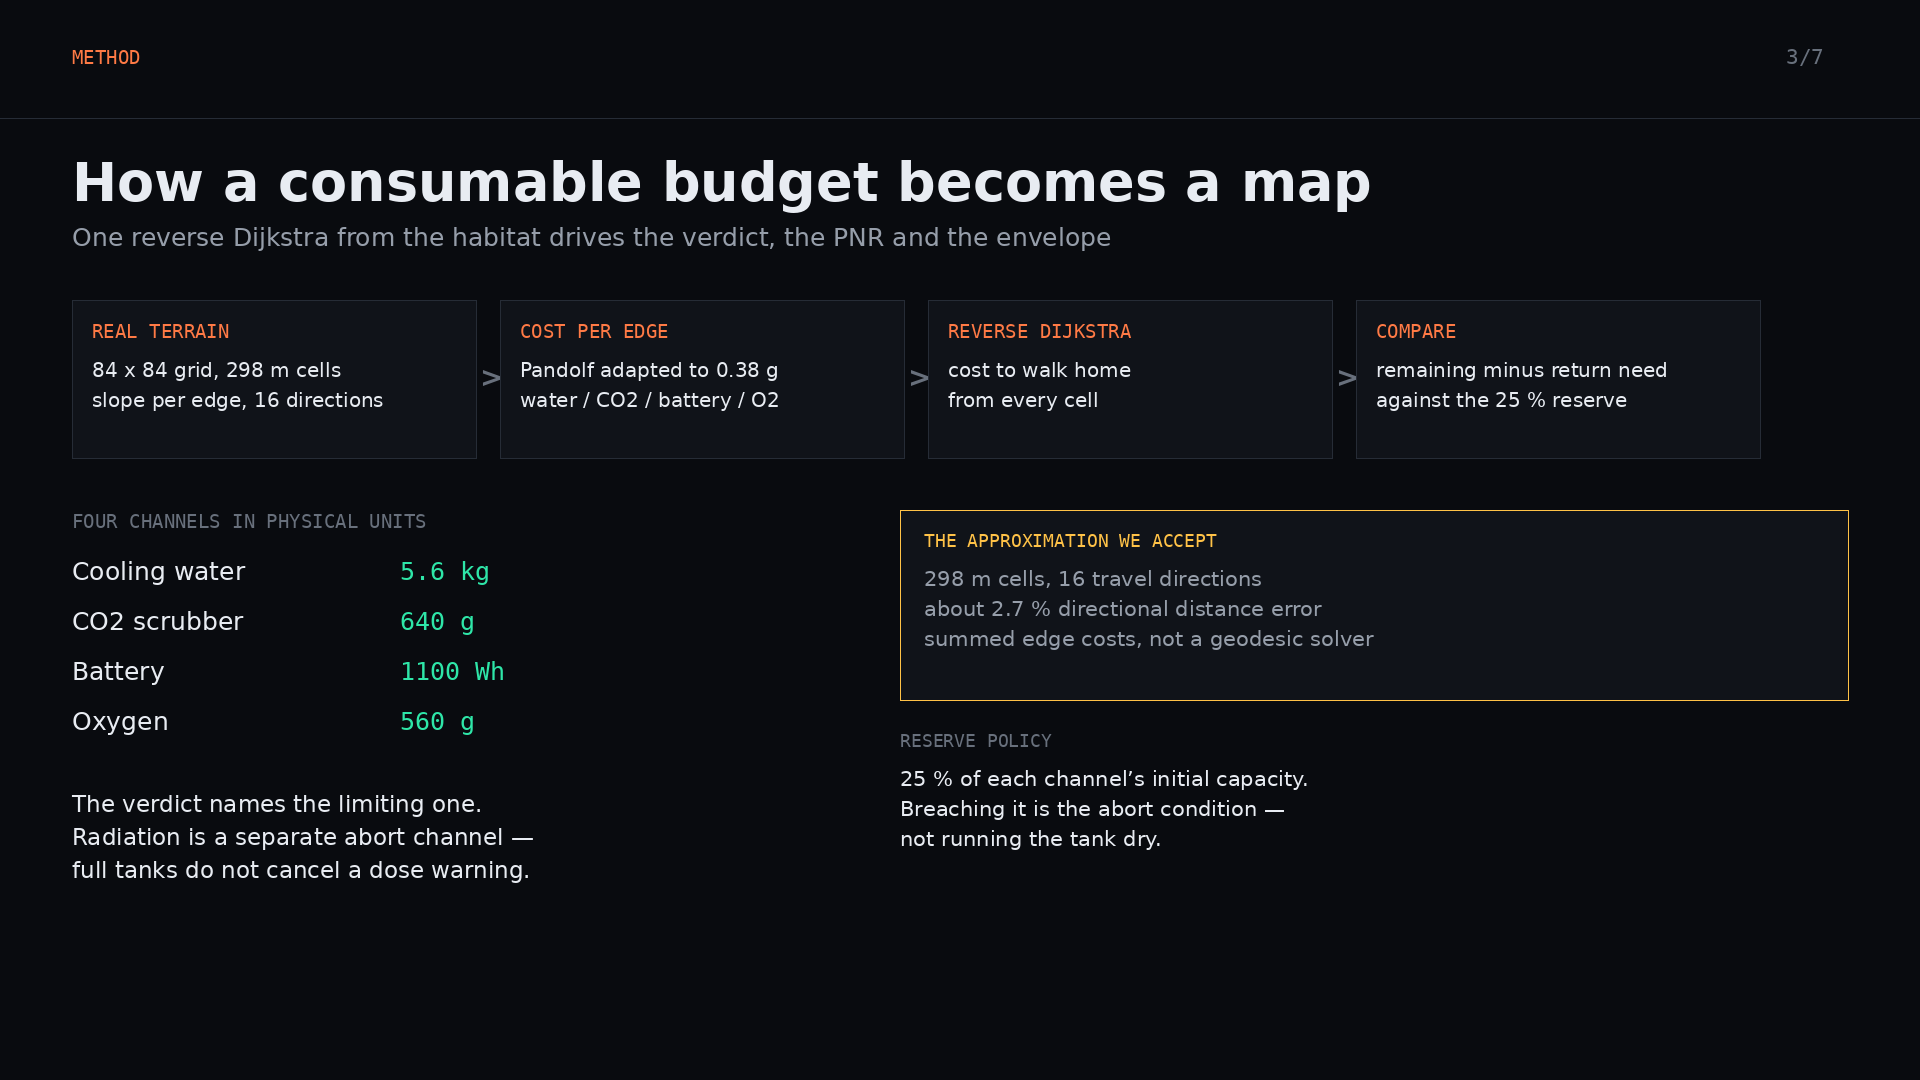 METHOD
3/7
How a consumable budget becomes a map
One reverse Dijkstra from the habitat drives the verdict, the PNR and the envelope
REAL TERRAIN
84 x 84 grid, 298 m cells
slope per edge, 16 directions
>
COST PER EDGE
Pandolf adapted to 0.38 g
water / CO2 / battery / O2
>
REVERSE DIJKSTRA
cost to walk home
from every cell
>
COMPARE
remaining minus return need
against the 25 % reserve
FOUR CHANNELS IN PHYSICAL UNITS
Cooling water 5.6 kg
CO2 scrubber 640 g
Battery 1100 Wh
Oxygen 560 g
The verdict names the limiting one.
Radiation is a separate abort channel —
full tanks do not cancel a dose warning.
THE APPROXIMATION WE ACCEPT
298 m cells, 16 travel directions
about 2.7 % directional distance error
summed edge costs, not a geodesic solver
RESERVE POLICY
25 % of each channel’s initial capacity.
Breaching it is the abort condition —
not running the tank dry.